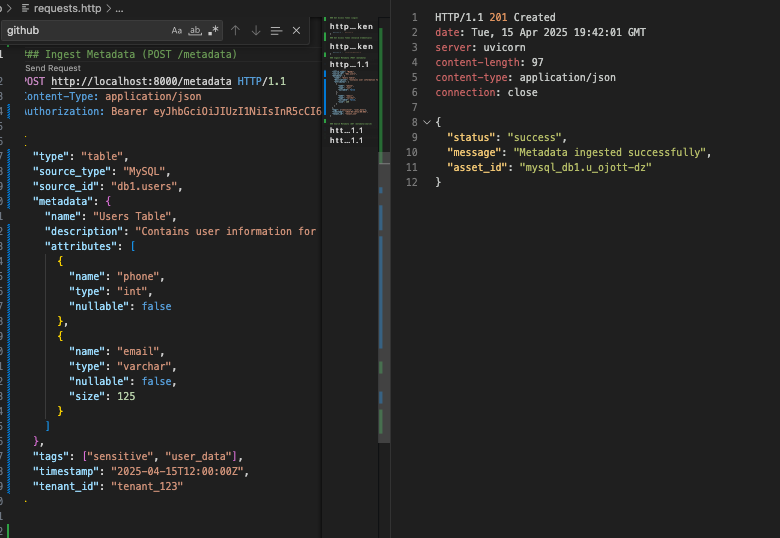 requests.http > ...
github
Aa ab .*
### Ingest Metadata (POST /metadata)
Send Request
POST http://localhost:8000/metadata HTTP/1.1
Content-Type: application/json
Authorization: Bearer eyJhbGciOiJIUzI1NiIsInR5cCI6
"type": "table",
"source_type": "MySQL",
"source_id": "db1.users",
"metadata": {
"name": "Users Table",
"description": "Contains user information for
"attributes": [
{
"name": "phone",
"type": "int",
"nullable": false
},
{
"name": "email",
"type": "varchar",
"nullable": false,
"size": 125
}
]
},
"tags": ["sensitive", "user_data"],
"timestamp": "2025-04-15T12:00:00Z",
"tenant_id": "tenant_123"
http...ken
http...ken
http...1.1
htt...1.1
htt...1.1
1 HTTP/1.1 201 Created
2 date: Tue, 15 Apr 2025 19:42:01 GMT
3 server: uvicorn
4 content-length: 97
5 content-type: application/json
6 connection: close
7
8 {
9 "status": "success",
10 "message": "Metadata ingested successfully",
11 "asset_id": "mysql_db1.u_ojott-dz"
12 }